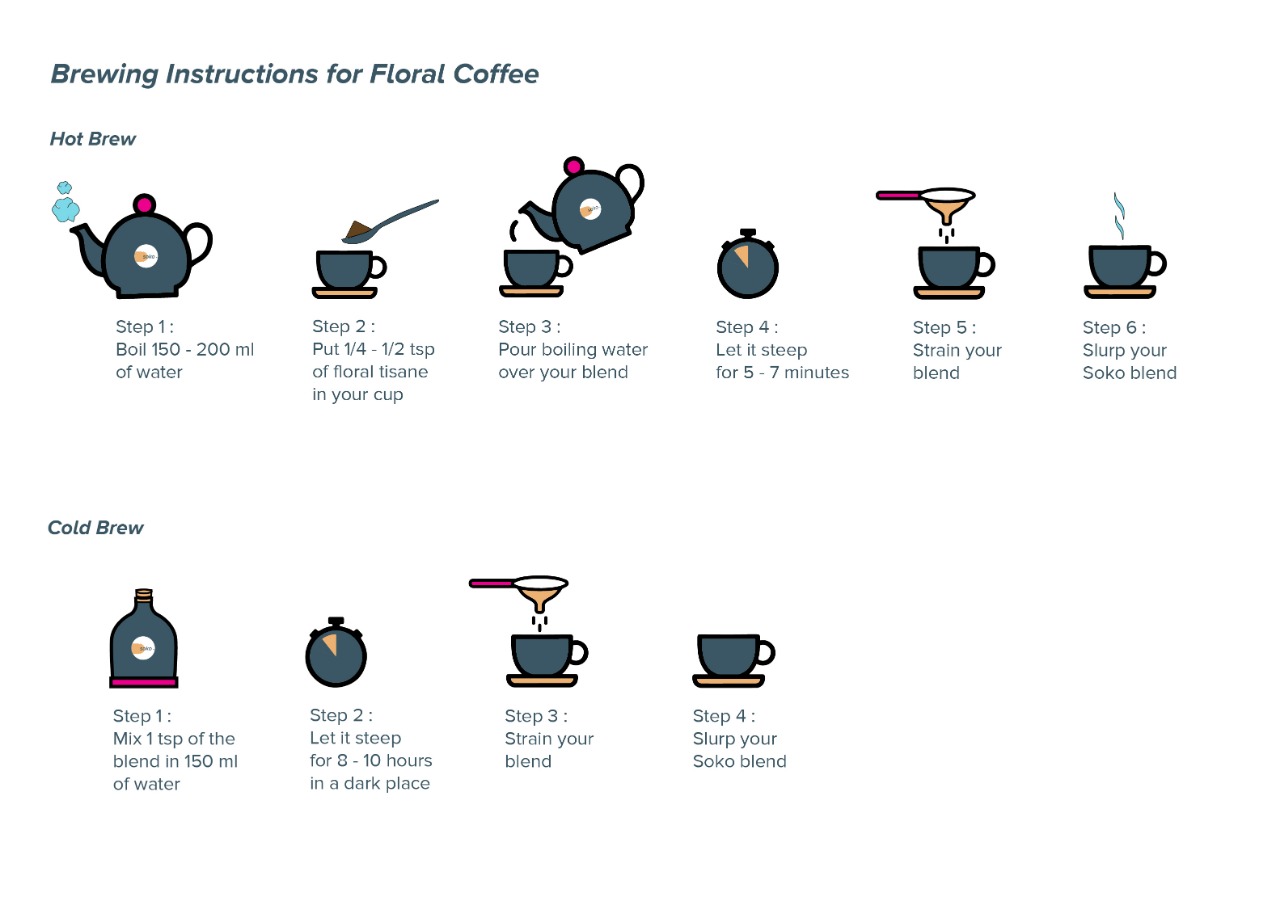 Brewing Instructions for Floral Coffee
Hot Brew
Step 1 :
Boil 150 - 200 ml
of water
Step 2 :
Put 1/4 - 1/2 tsp
of floral tisane
in your cup
Step 3 :
Pour boiling water
over your blend
Step 4 :
Let it steep
for 5 - 7 minutes
Step 5 :
Strain your
blend
Step 6 :
Slurp your
Soko blend
Cold Brew
Step 1 :
Mix 1 tsp of the
blend in 150 ml
of water
Step 2 :
Let it steep
for 8 - 10 hours
in a dark place
Step 3 :
Strain your
blend
Step 4 :
Slurp your
Soko blend